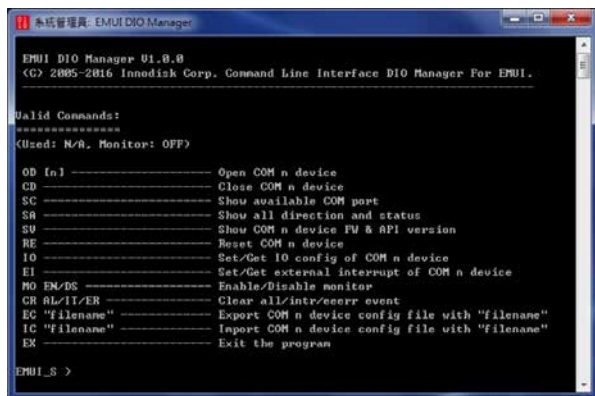 系統管理員: EMUI DIO Manager
EMUI DIO Manager V1.0.0
(C) 2005-2016 Innodisk Corp. Command Line Interface DIO Manager For EMUI.
Valid Commands:
===============
(Used: N/A, Monitor: OFF)
OD [n] -------------------- Open COM n device
CD ------------------------ Close COM n device
SC ------------------------ Show available COM port
SA ------------------------ Show all direction and status
SV ------------------------ Show COM n device FW & API version
RE ------------------------ Reset COM n device
IO ------------------------ Set/Get IO config of COM n device
EI ------------------------ Set/Get external interrupt of COM n device
MO EN/DS ------------------ Enable/Disable monitor
CR AL/IT/ER --------------- Clear all/intr/eeerr event
EC "filename" ------------- Export COM n device config file with "filename"
IC "filename" ------------- Import COM n device config file with "filename"
EX ------------------------ Exit the program
EMUI_S >